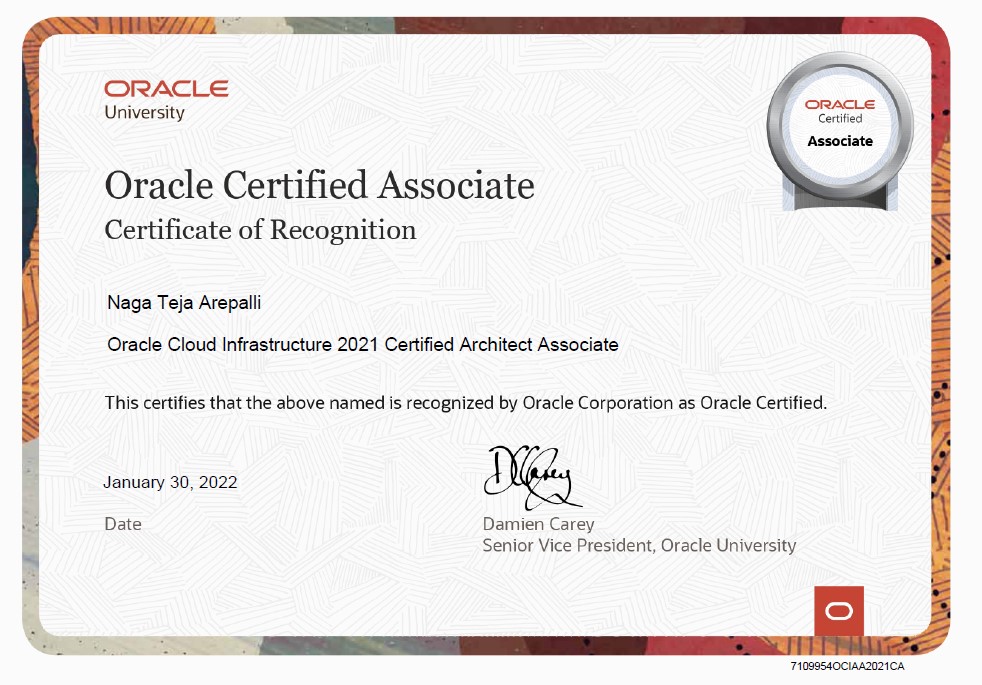 ORACLE
University
ORACLE
Certified
Associate
Oracle Certified Associate
Certificate of Recognition
Naga Teja Arepalli
Oracle Cloud Infrastructure 2021 Certified Architect Associate
This certifies that the above named is recognized by Oracle Corporation as Oracle Certified.
DCarey
January 30, 2022
Date
Damien Carey
Senior Vice President, Oracle University
7109954OCIAA2021CA